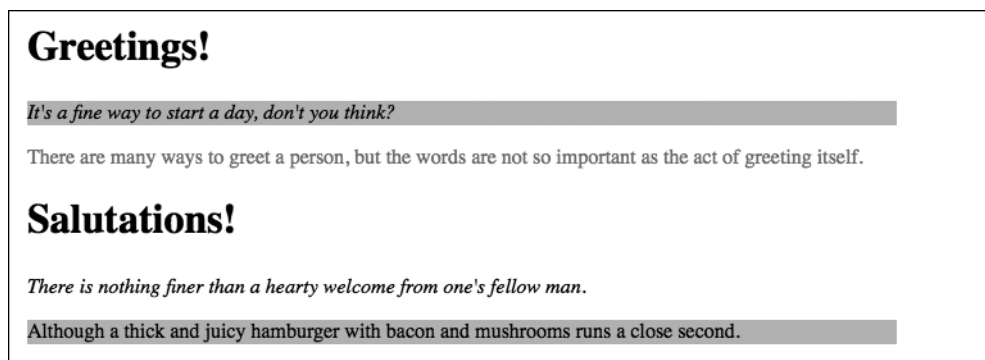 Greetings!
It's a fine way to start a day, don't you think?
There are many ways to greet a person, but the words are not so important as the act of greeting itself.
Salutations!
There is nothing finer than a hearty welcome from one's fellow man.
Although a thick and juicy hamburger with bacon and mushrooms runs a close second.